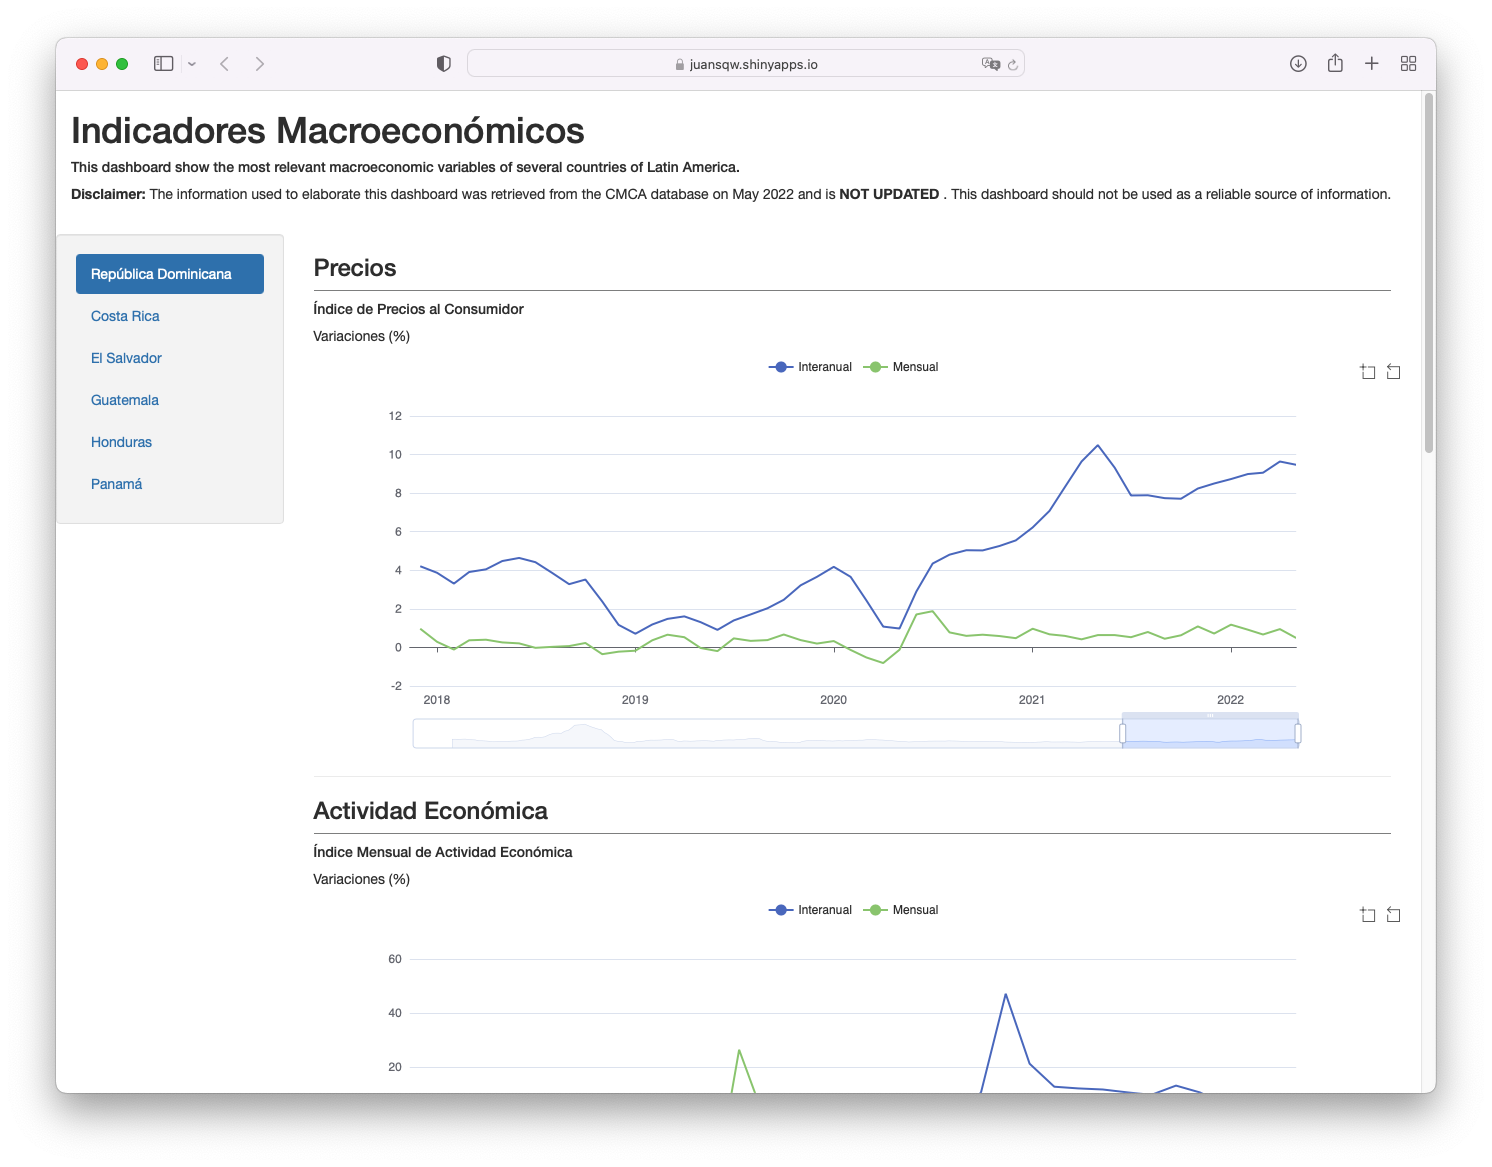 juansqw.shinyapps.io
Indicadores Macroeconómicos
This dashboard show the most relevant macroeconomic variables of several countries of Latin America.
Disclaimer: The information used to elaborate this dashboard was retrieved from the CMCA database on May 2022 and is NOT UPDATED . This dashboard should not be used as a reliable source of information.
República Dominicana
Costa Rica
El Salvador
Guatemala
Honduras
Panamá
Precios
Índice de Precios al Consumidor
Variaciones (%)
Interanual Mensual
12
10
8
6
4
2
0
-2
2018 2019 2020 2021 2022
Actividad Económica
Índice Mensual de Actividad Económica
Variaciones (%)
Interanual Mensual
60
40
20